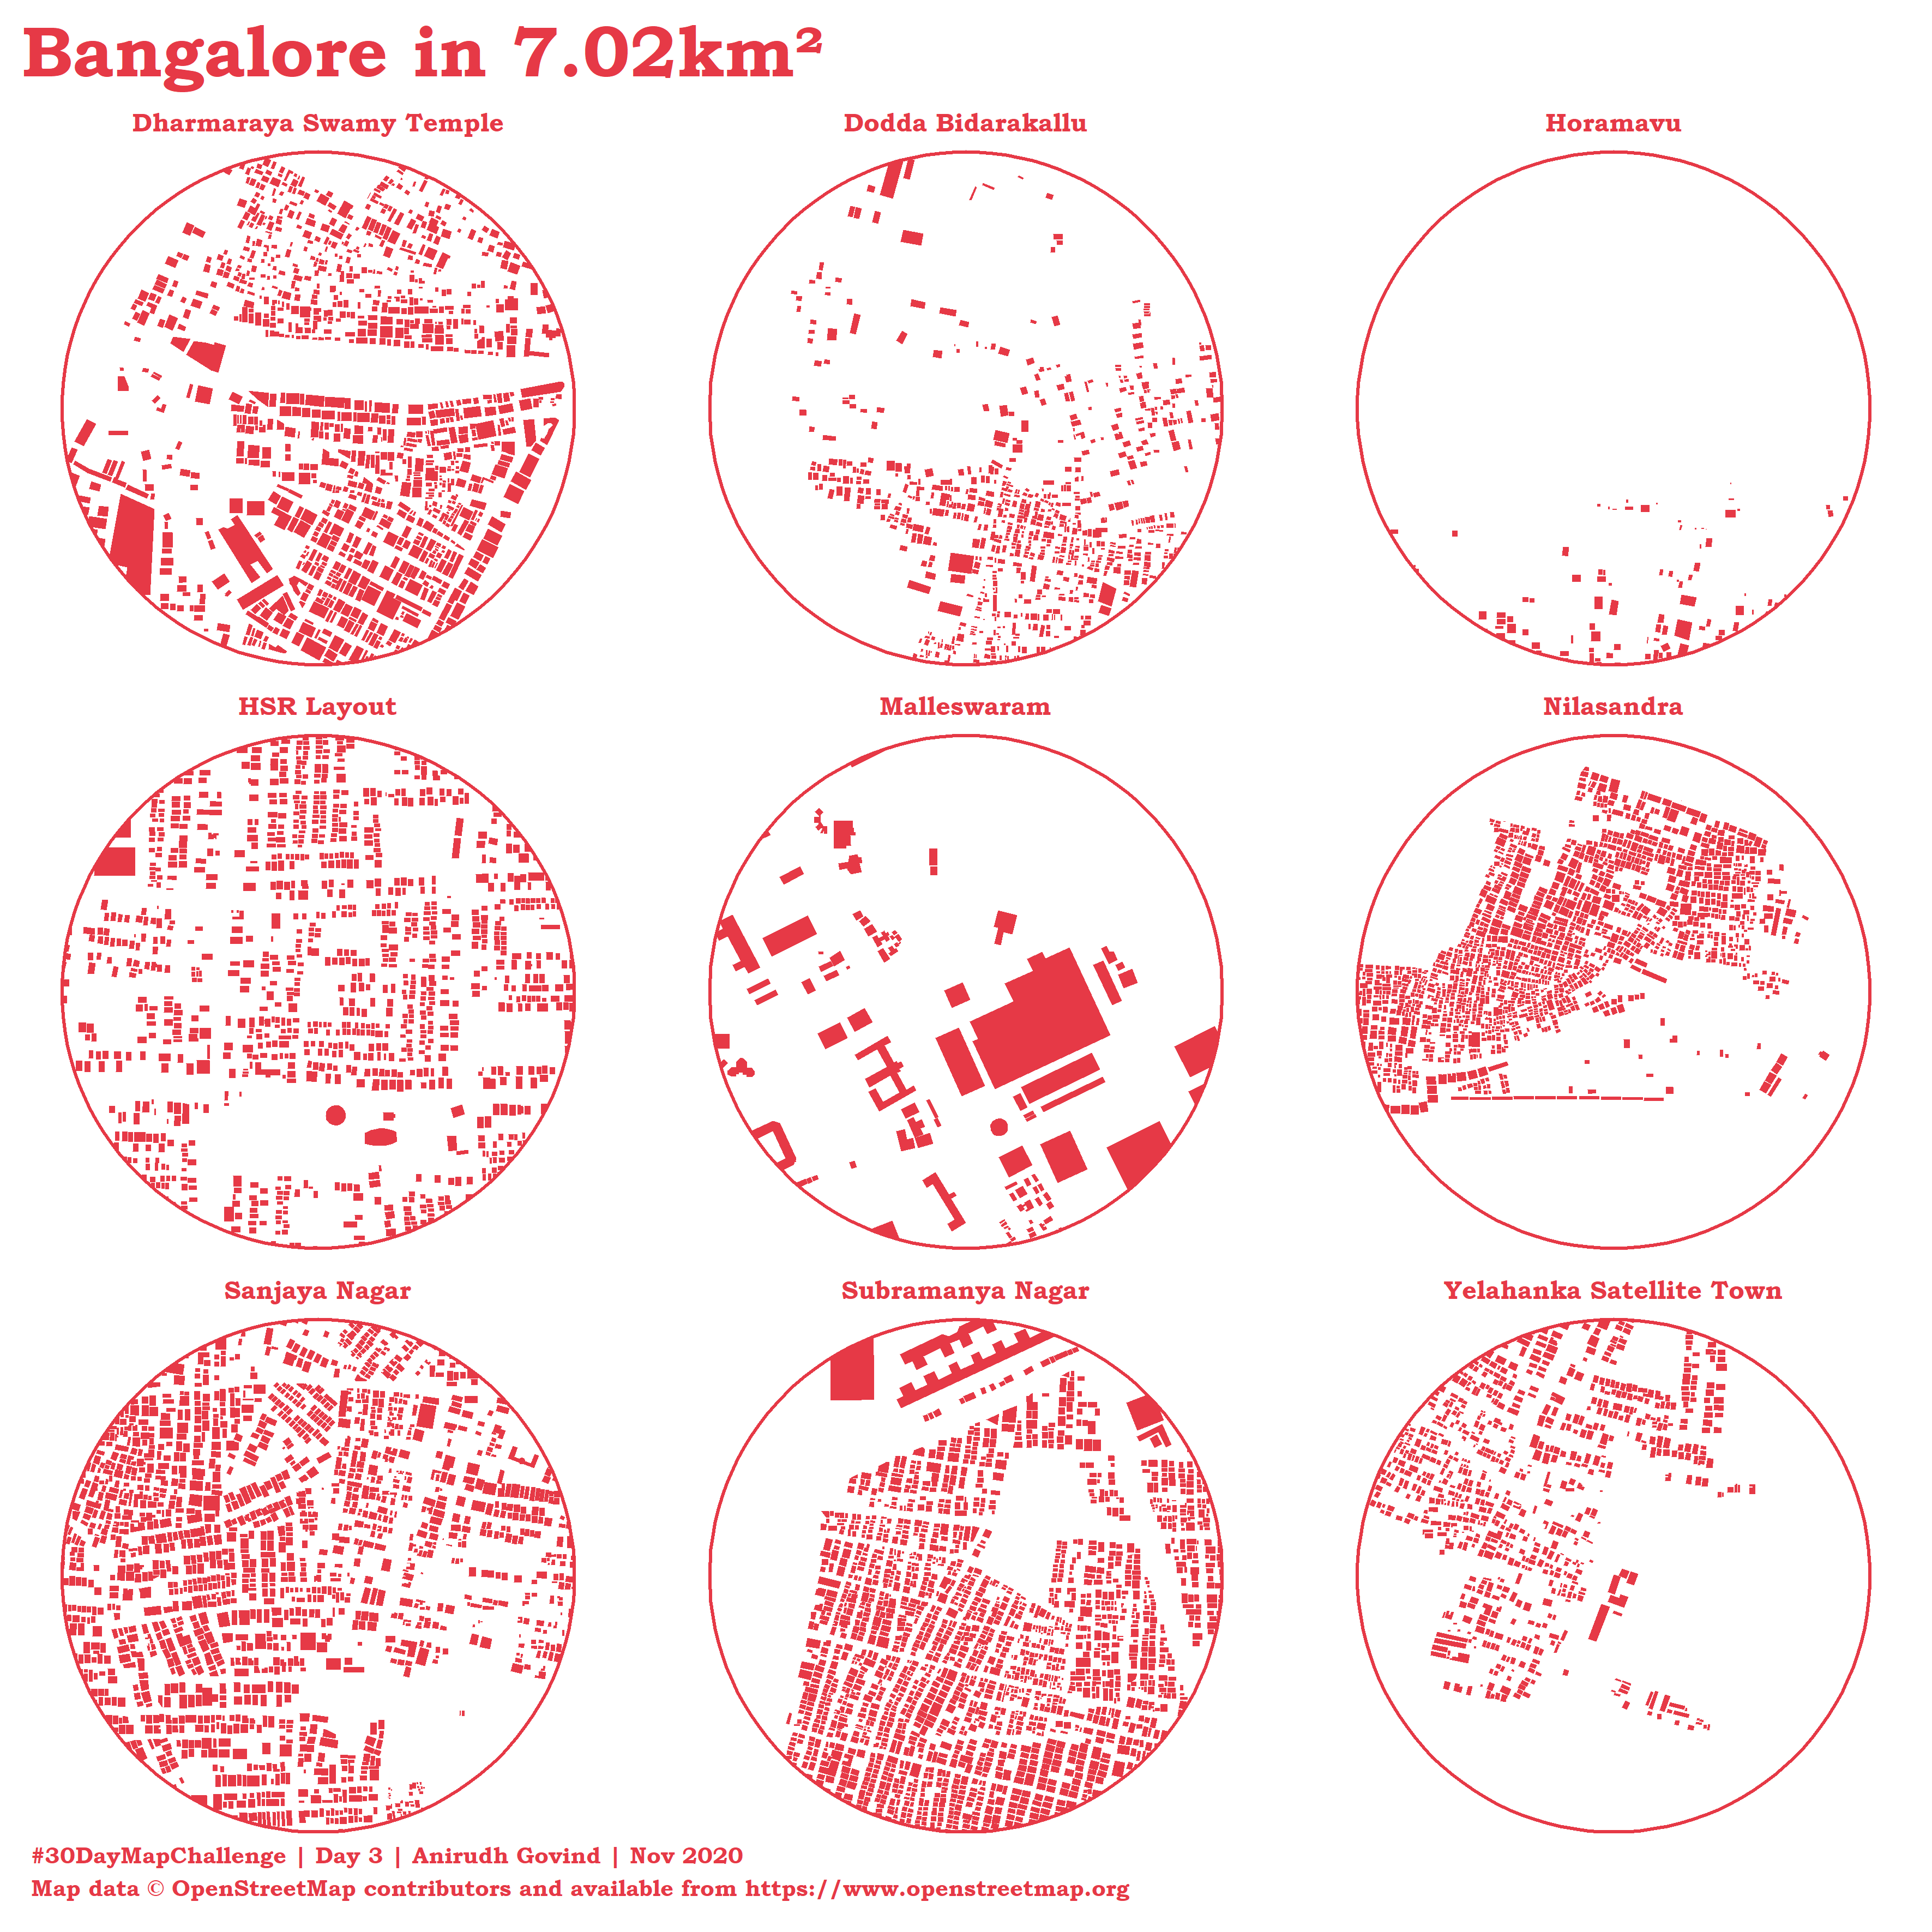 Bangalore in 7.02km²
Dharmaraya Swamy Temple
Dodda Bidarakallu
Horamavu
HSR Layout
Malleswaram
Nilasandra
Sanjaya Nagar
Subramanya Nagar
Yelahanka Satellite Town
#30DayMapChallenge | Day 3 | Anirudh Govind | Nov 2020
Map data © OpenStreetMap contributors and available from https://www.openstreetmap.org